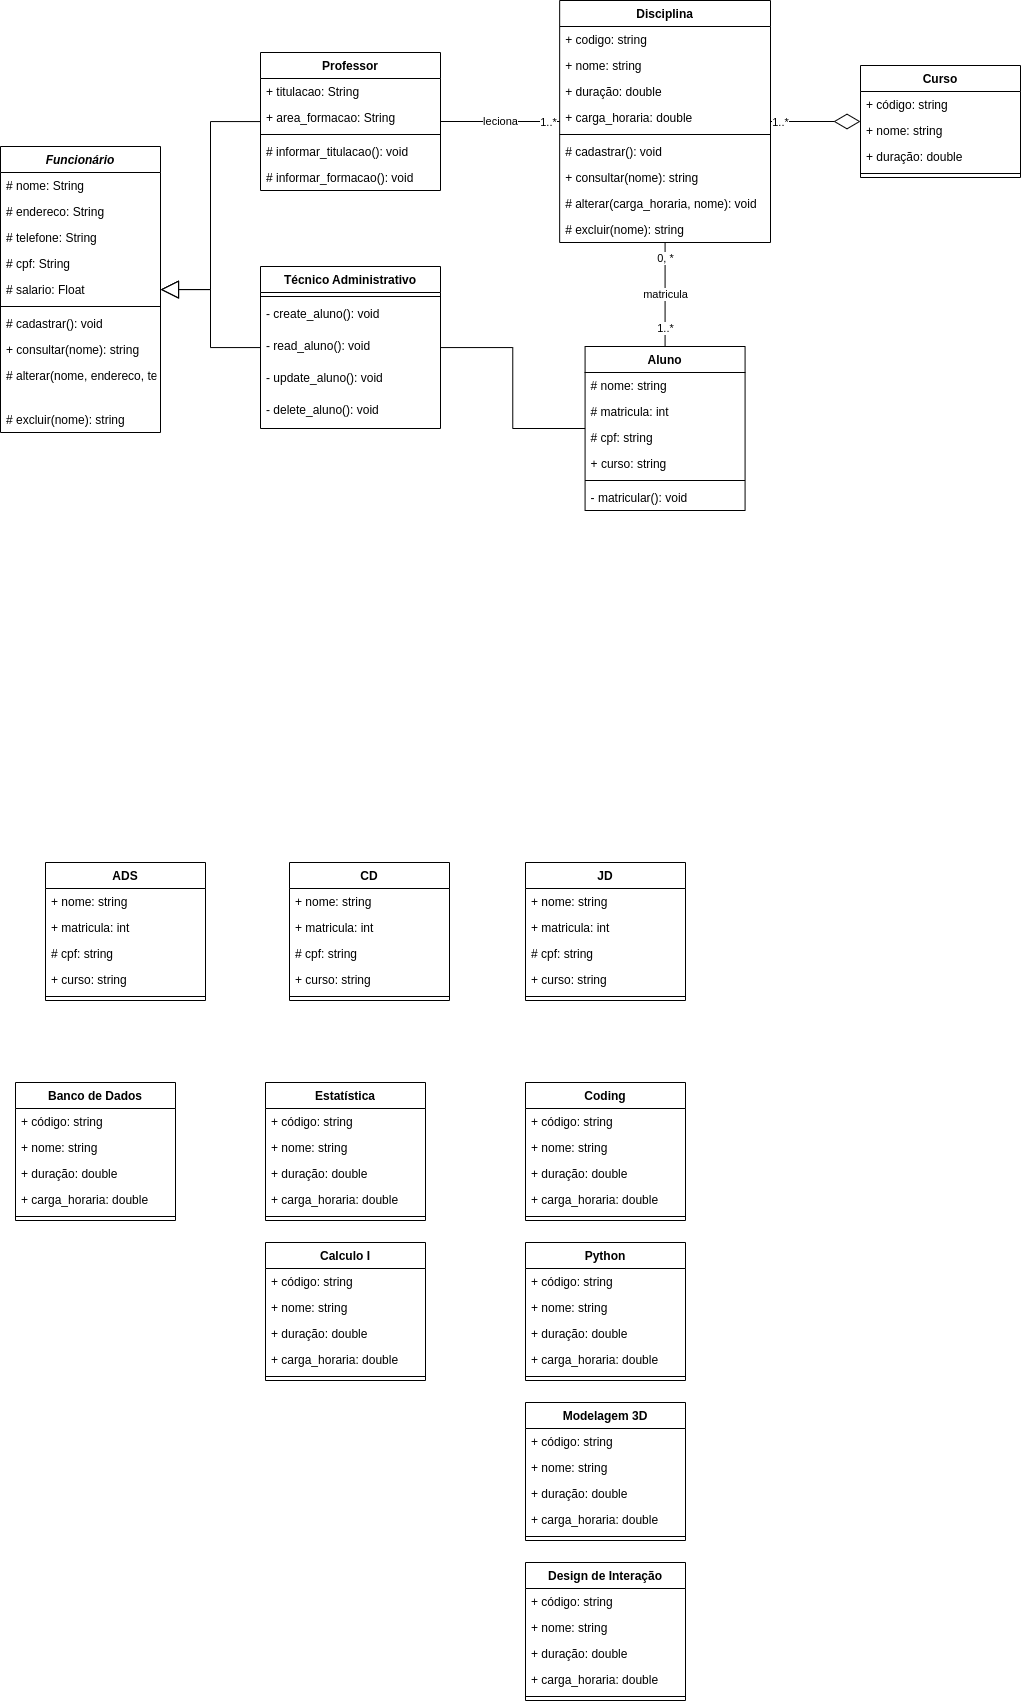 Disciplina
+ codigo: string
+ nome: string
+ duração: double
+ carga_horaria: double
# cadastrar(): void
+ consultar(nome): string
# alterar(carga_horaria, nome): void
# excluir(nome): string
Professor
+ titulacao: String
+ area_formacao: String
# informar_titulacao(): void
# informar_formacao(): void
leciona
1..*
1..*
Curso
+ código: string
+ nome: string
+ duração: double
Funcionário
# nome: String
# endereco: String
# telefone: String
# cpf: String
# salario: Float
# cadastrar(): void
+ consultar(nome): string
# alterar(nome, endereco, te
# excluir(nome): string
Técnico Administrativo
- create_aluno(): void
- read_aluno(): void
- update_aluno(): void
- delete_aluno(): void
0, *
matricula
1..*
Aluno
# nome: string
# matricula: int
# cpf: string
+ curso: string
- matricular(): void
ADS
+ nome: string
+ matricula: int
# cpf: string
+ curso: string
CD
+ nome: string
+ matricula: int
# cpf: string
+ curso: string
JD
+ nome: string
+ matricula: int
# cpf: string
+ curso: string
Banco de Dados
+ código: string
+ nome: string
+ duração: double
+ carga_horaria: double
Estatística
+ código: string
+ nome: string
+ duração: double
+ carga_horaria: double
Coding
+ código: string
+ nome: string
+ duração: double
+ carga_horaria: double
Calculo I
+ código: string
+ nome: string
+ duração: double
+ carga_horaria: double
Python
+ código: string
+ nome: string
+ duração: double
+ carga_horaria: double
Modelagem 3D
+ código: string
+ nome: string
+ duração: double
+ carga_horaria: double
Design de Interação
+ código: string
+ nome: string
+ duração: double
+ carga_horaria: double